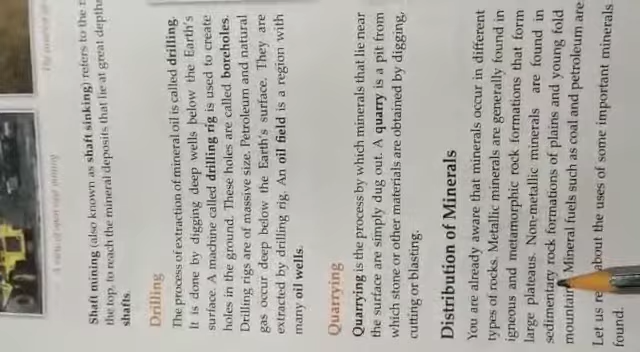 A view of open cast mining
Shaft mining (also known as shaft sinking) refers to the
the top, to reach the mineral deposits that lie at great depths
shafts.
Drilling
The process of extraction of mineral oil is called drilling.
It is done by digging deep wells below the Earth's
surface. A machine called drilling rig is used to create
holes in the ground. These holes are called boreholes.
Drilling rigs are of massive size. Petroleum and natural
gas occur deep below the Earth's surface. They are
extracted by drilling rig. An oil field is a region with
many oil wells.
Quarrying
Quarrying is the process by which minerals that lie near
the surface are simply dug out. A quarry is a pit from
which stone or other materials are obtained by digging,
cutting or blasting.
Distribution of Minerals
You are already aware that minerals occur in different
types of rocks. Metallic minerals are generally found in
igneous and metamorphic rock formations that form
large plateaus. Non-metallic minerals are found in
sedimentary rock formations of plains and young fold
mountain Mineral fuels such as coal and petroleum are
Let us re about the uses of some important minerals
found.